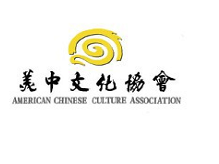 美中文化協會
AMERICAN CHINESE CULTURE ASSOCIATION